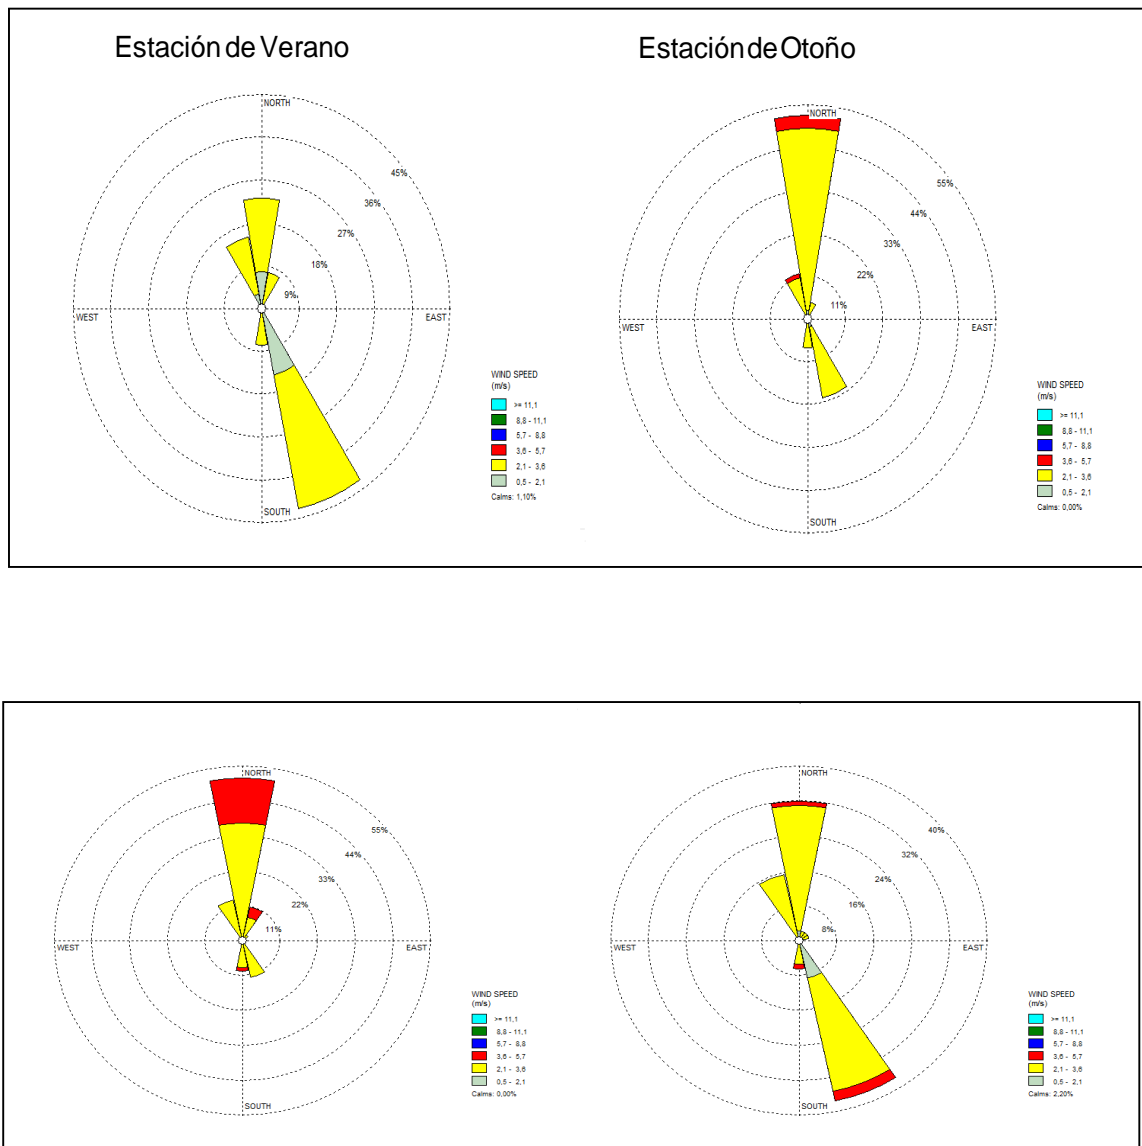 Estación de Verano
NORTH
45%
36%
27%
18%
9%
WEST
EAST
SOUTH
WIND SPEED
(m/s)
>= 11,1
8,8 - 11,1
5,7 - 8,8
3,6 - 5,7
2,1 - 3,6
0,5 - 2,1
Calms: 1,10%
Estación de Otoño
NORTH
55%
44%
33%
22%
11%
WEST
EAST
SOUTH
WIND SPEED
(m/s)
>= 11,1
8,8 - 11,1
5,7 - 8,8
3,6 - 5,7
2,1 - 3,6
0,5 - 2,1
Calms: 0,00%
NORTH
55%
44%
33%
22%
11%
WEST
EAST
SOUTH
WIND SPEED
(m/s)
>= 11,1
8,8 - 11,1
5,7 - 8,8
3,6 - 5,7
2,1 - 3,6
0,5 - 2,1
Calms: 0,00%
NORTH
40%
32%
24%
16%
8%
WEST
EAST
SOUTH
WIND SPEED
(m/s)
>= 11,1
8,8 - 11,1
5,7 - 8,8
3,6 - 5,7
2,1 - 3,6
0,5 - 2,1
Calms: 2,20%